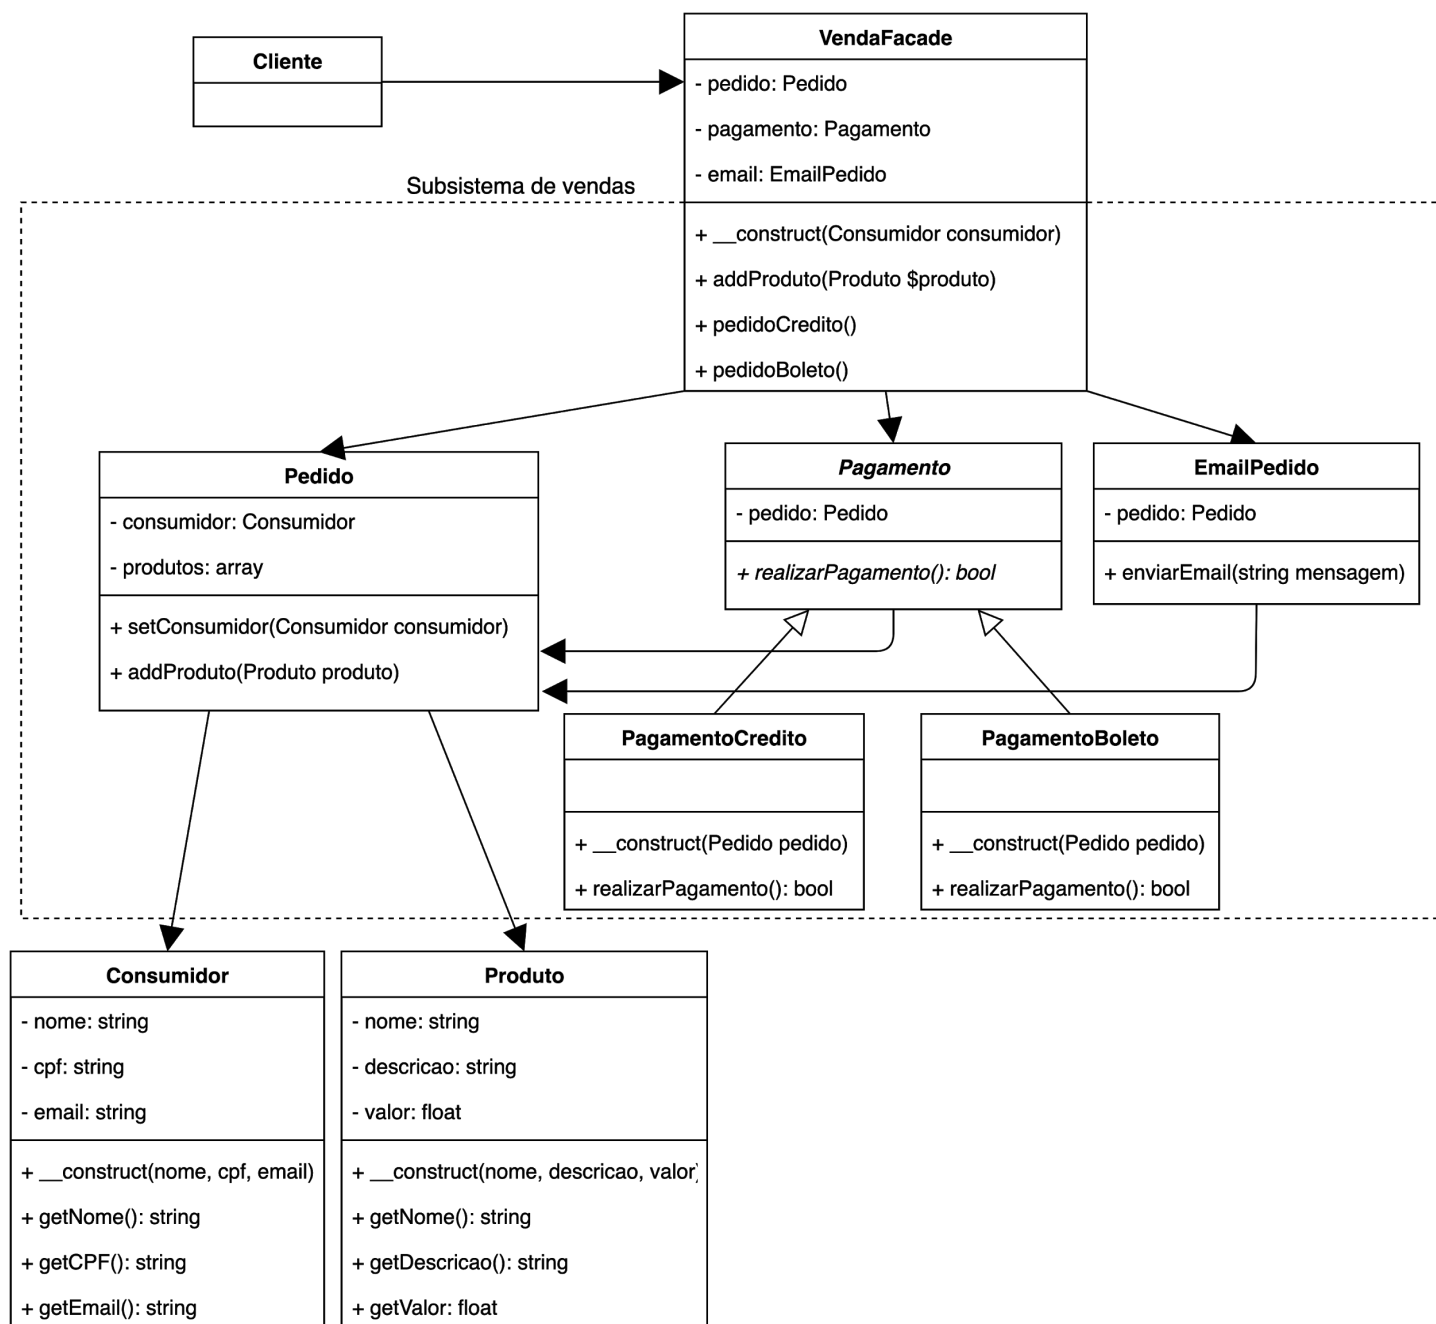 Cliente
VendaFacade
- pedido: Pedido
- pagamento: Pagamento
- email: EmailPedido
+ __construct(Consumidor consumidor)
+ addProduto(Produto $produto)
+ pedidoCredito()
+ pedidoBoleto()
Subsistema de vendas
Pedido
- consumidor: Consumidor
- produtos: array
+ setConsumidor(Consumidor consumidor)
+ addProduto(Produto produto)
Pagamento
- pedido: Pedido
+ realizarPagamento(): bool
EmailPedido
- pedido: Pedido
+ enviarEmail(string mensagem)
PagamentoCredito
+ __construct(Pedido pedido)
+ realizarPagamento(): bool
PagamentoBoleto
+ __construct(Pedido pedido)
+ realizarPagamento(): bool
Consumidor
- nome: string
- cpf: string
- email: string
+ __construct(nome, cpf, email)
+ getNome(): string
+ getCPF(): string
+ getEmail(): string
Produto
- nome: string
- descricao: string
- valor: float
+ __construct(nome, descricao, valor)
+ getNome(): string
+ getDescricao(): string
+ getValor: float